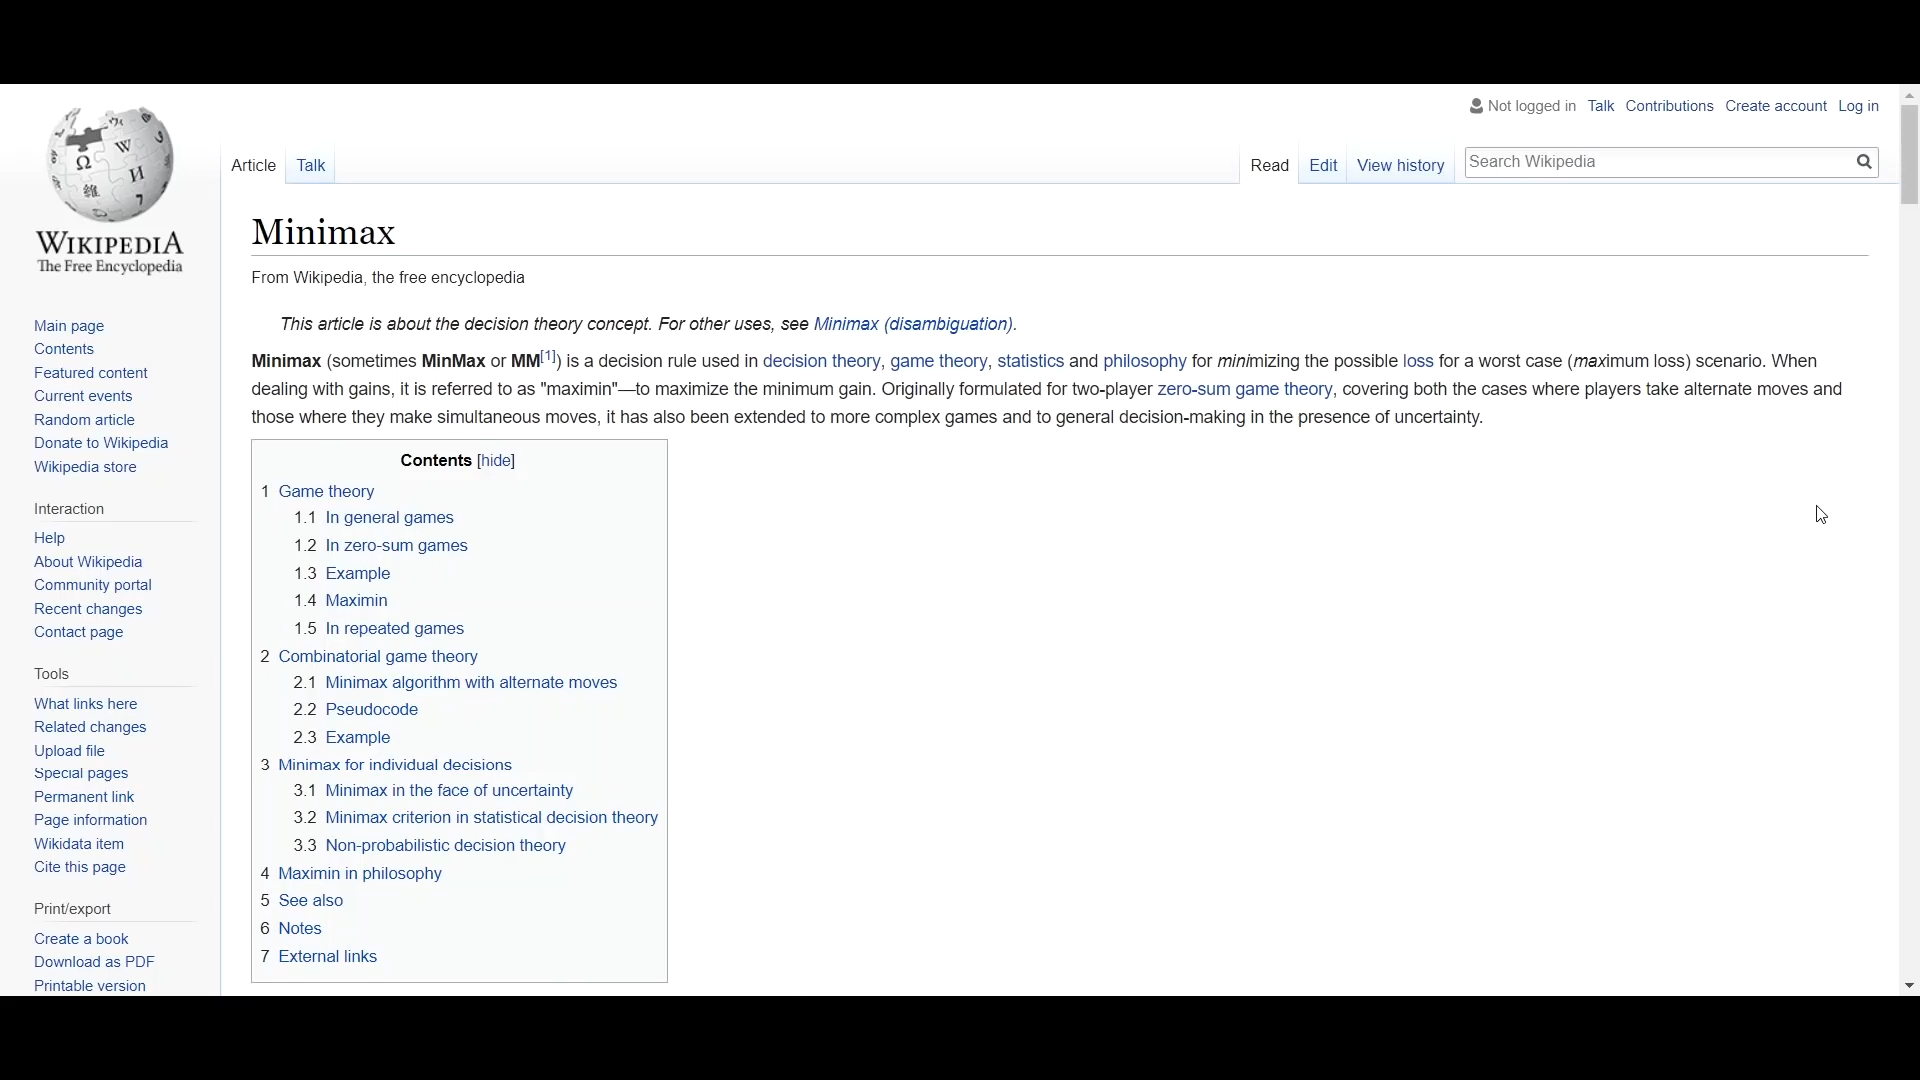 Not logged in Talk Contributions Create account Log in
Article Talk Read Edit View history Search Wikipedia
WIKIPEDIA
The Free Encyclopedia
Main page
Contents
Featured content
Current events
Random article
Donate to Wikipedia
Wikipedia store
Interaction
Help
About Wikipedia
Community portal
Recent changes
Contact page
Tools
What links here
Related changes
Upload file
Special pages
Permanent link
Page information
Wikidata item
Cite this page
Print/export
Create a book
Download as PDF
Printable version
Minimax
From Wikipedia, the free encyclopedia
This article is about the decision theory concept. For other uses, see Minimax (disambiguation).
Minimax (sometimes MinMax or MM[1]) is a decision rule used in decision theory, game theory, statistics and philosophy for minimizing the possible loss for a worst case (maximum loss) scenario. When
dealing with gains, it is referred to as "maximin"—to maximize the minimum gain. Originally formulated for two-player zero-sum game theory, covering both the cases where players take alternate moves and
those where they make simultaneous moves, it has also been extended to more complex games and to general decision-making in the presence of uncertainty.
Contents [hide]
1 Game theory
1.1 In general games
1.2 In zero-sum games
1.3 Example
1.4 Maximin
1.5 In repeated games
2 Combinatorial game theory
2.1 Minimax algorithm with alternate moves
2.2 Pseudocode
2.3 Example
3 Minimax for individual decisions
3.1 Minimax in the face of uncertainty
3.2 Minimax criterion in statistical decision theory
3.3 Non-probabilistic decision theory
4 Maximin in philosophy
5 See also
6 Notes
7 External links